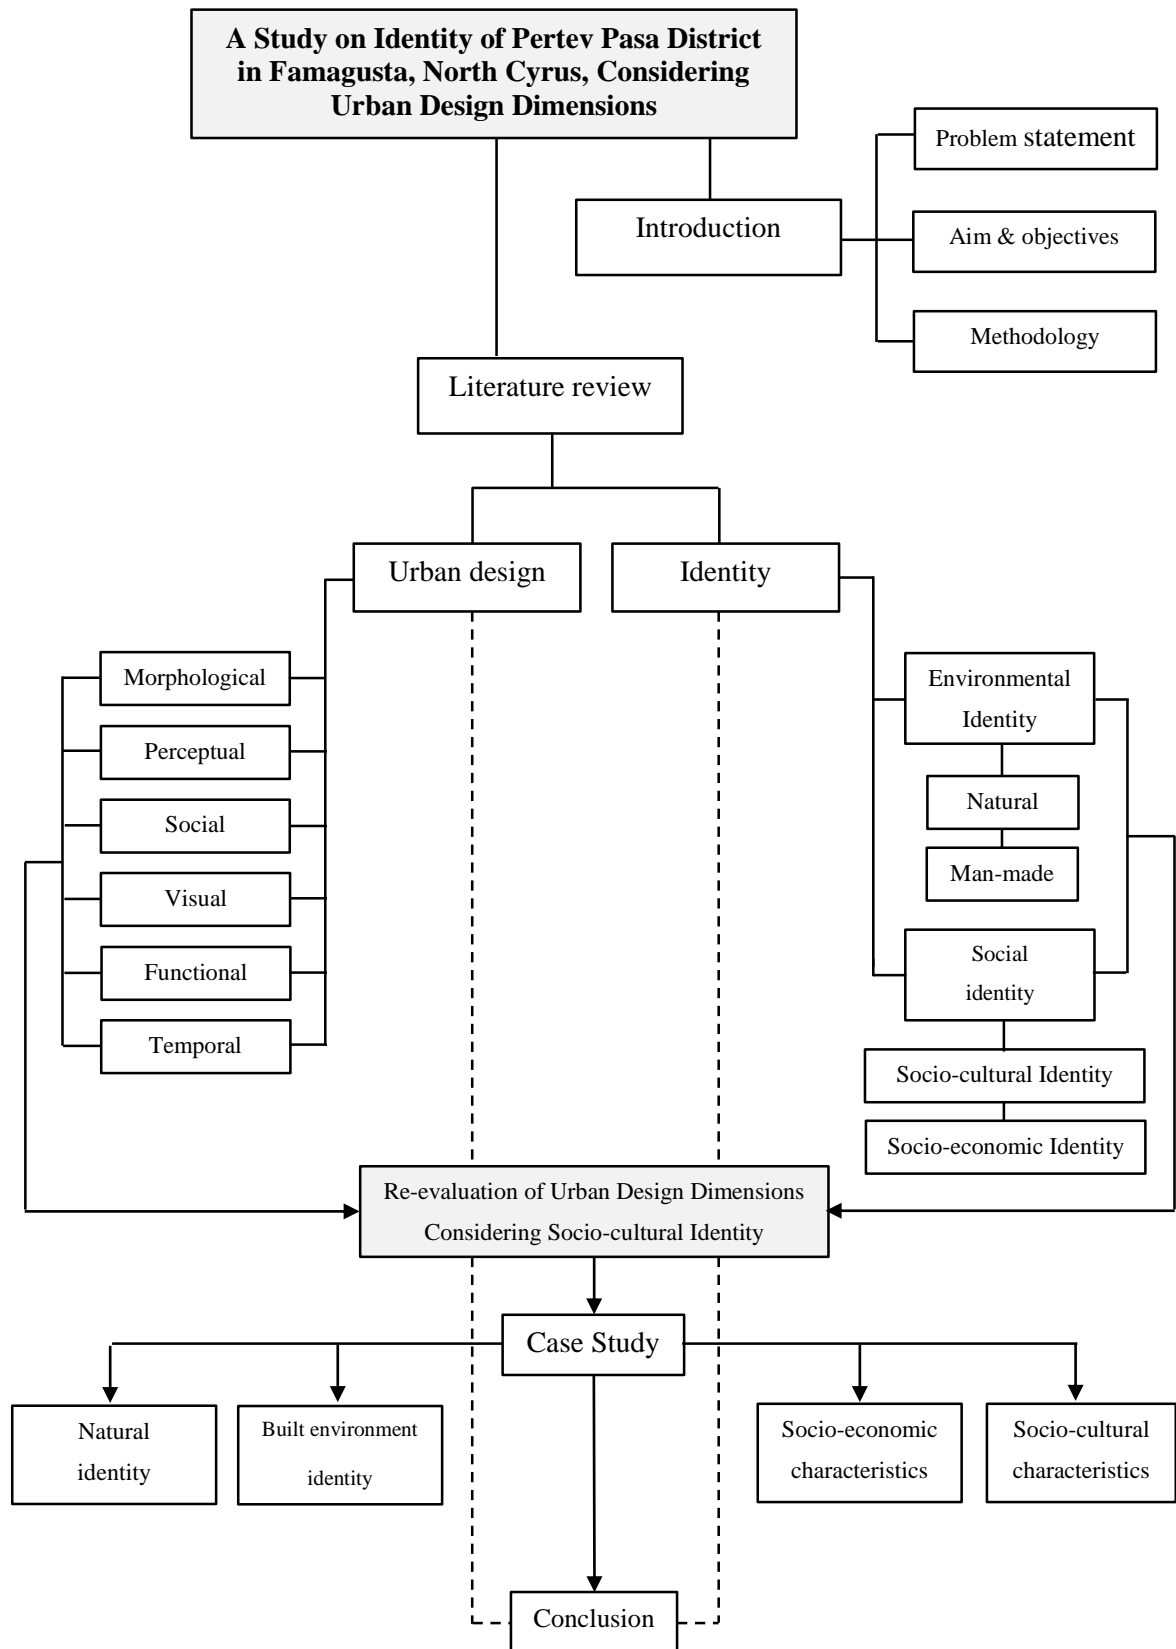 A Study on Identity of Pertev Pasa District
in Famagusta, North Cyrus, Considering
Urban Design Dimensions
Problem statement
Introduction
Aim & objectives
Methodology
Literature review
Urban design
Identity
Morphological
Perceptual
Social
Visual
Functional
Temporal
Environmental
Identity
Natural
Man-made
Social
identity
Socio-cultural Identity
Socio-economic Identity
Re-evaluation of Urban Design Dimensions
Considering Socio-cultural Identity
Case Study
Natural
identity
Built environment
identity
Socio-economic
characteristics
Socio-cultural
characteristics
Conclusion